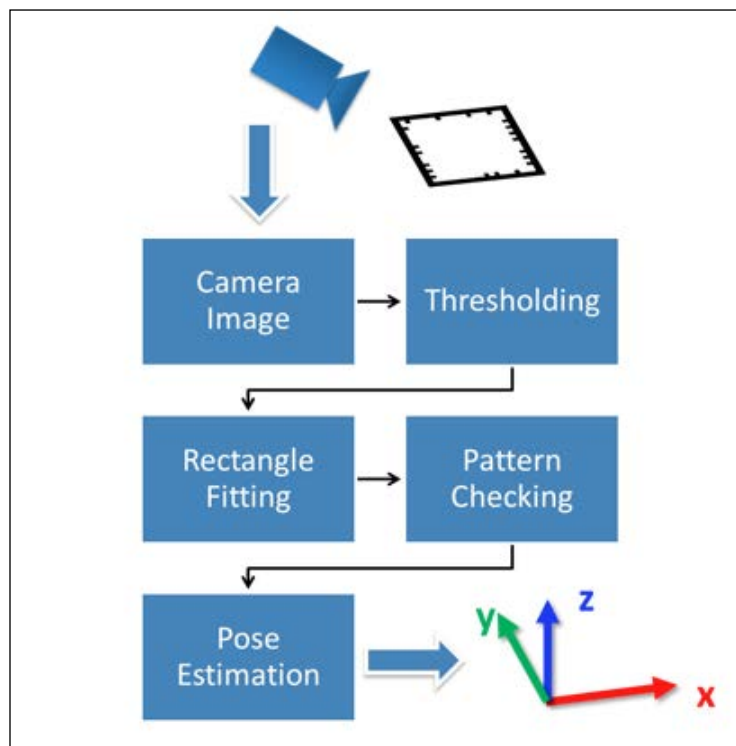 Camera
Image
Thresholding
Rectangle
Fitting
Pattern
Checking
Pose
Estimation
y
z
x